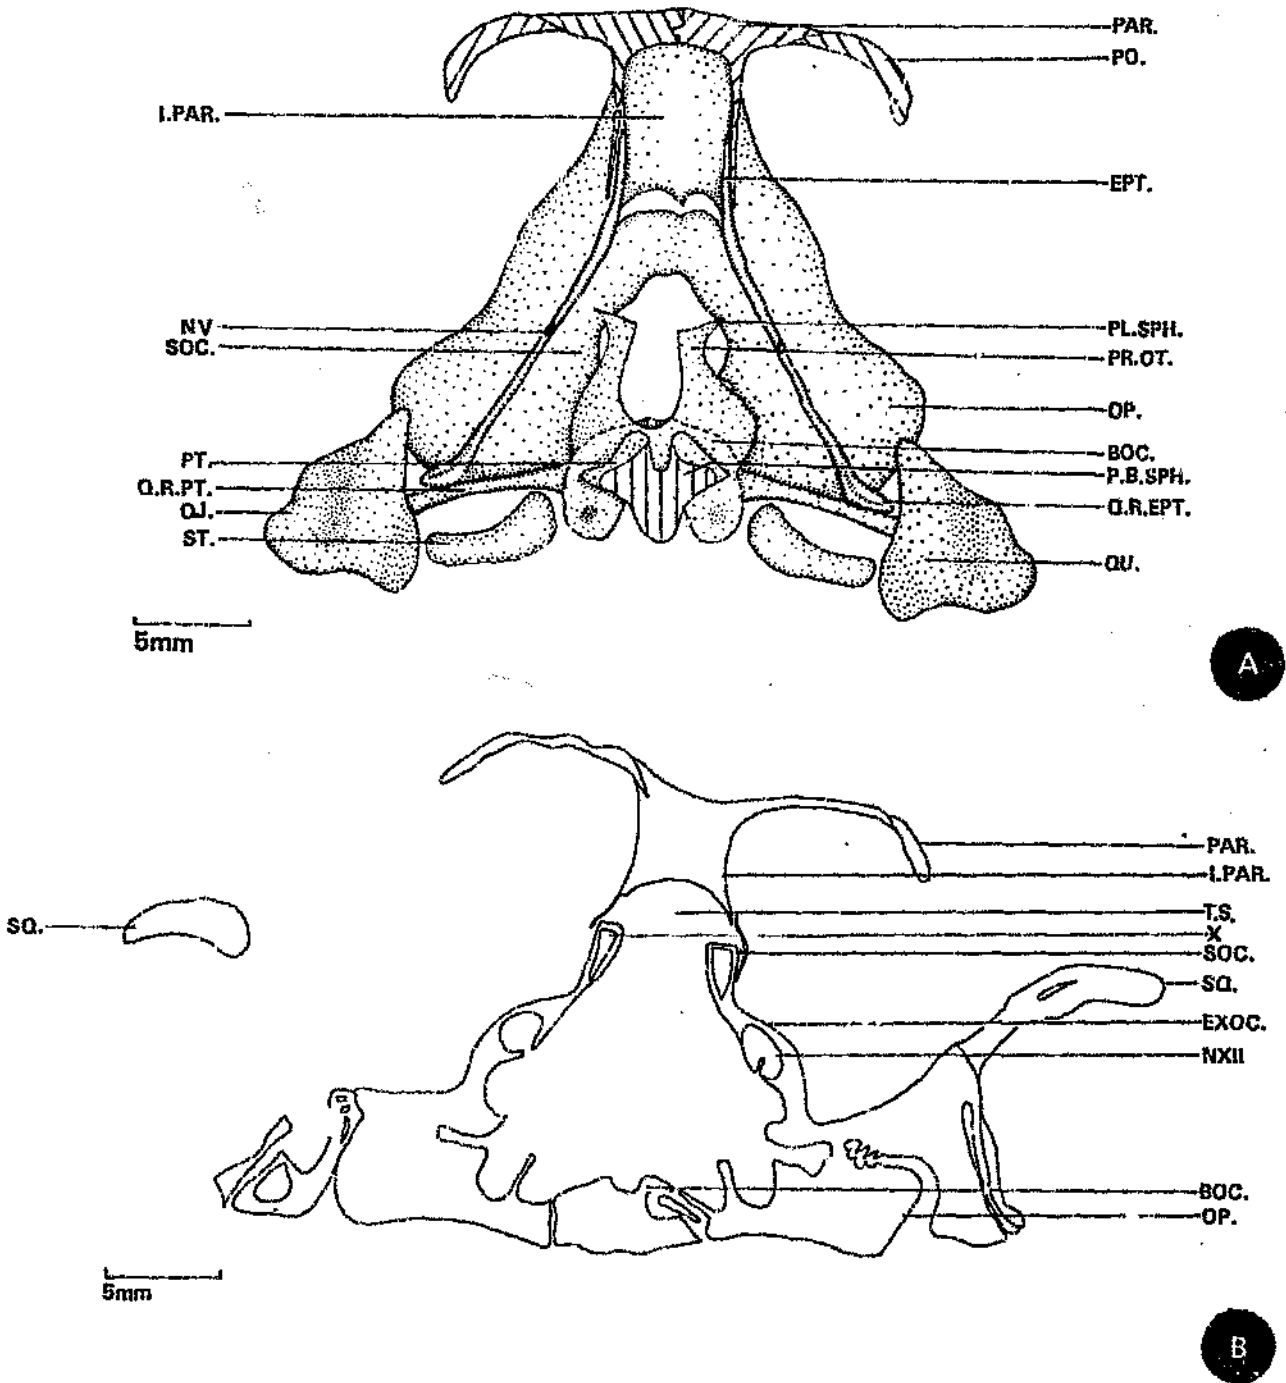 PAR.
PO.
I.PAR.
EPT.
NV
SOC.
PL.SPH.
PR.OT.
OP.
BOC.
PT.
P.B.SPH.
Q.R.PT.
Q.R.EPT.
QJ.
ST.
QU.
5mm
A
PAR.
I.PAR.
SQ.
T.S.
X
SOC.
SQ.
EXOC.
NXII
BOC.
OP.
5mm
B